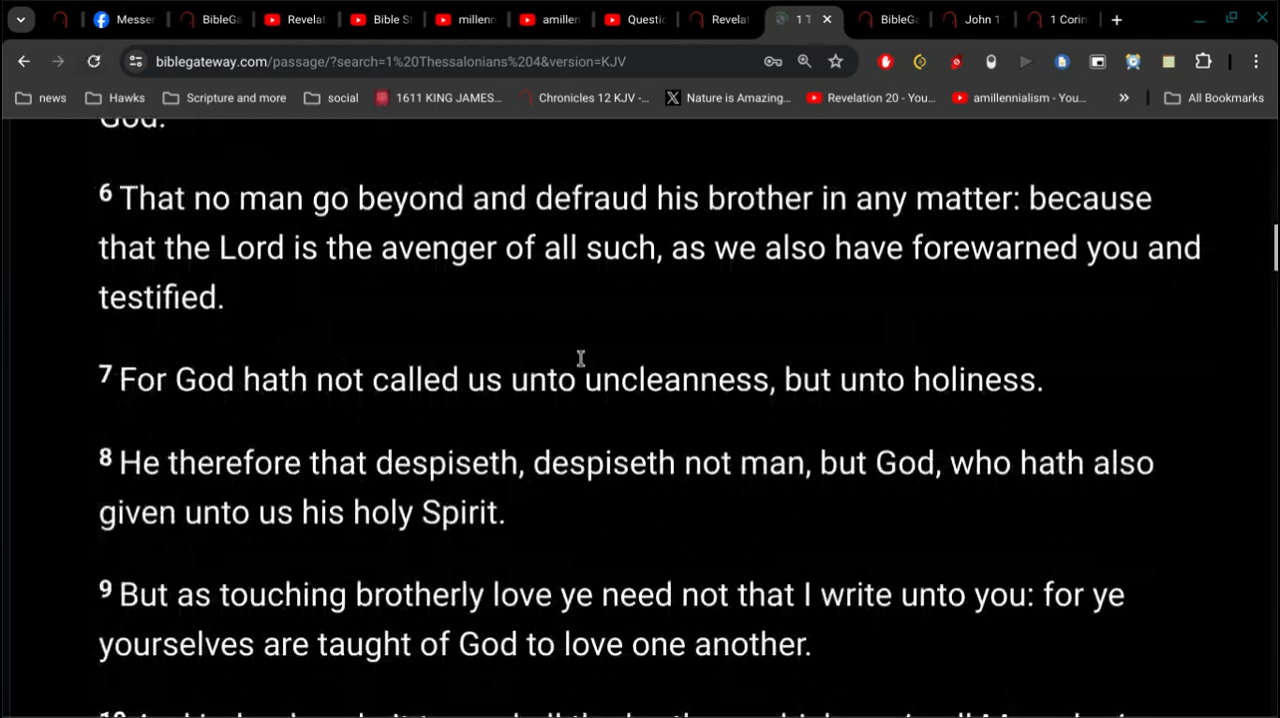 Messer
BibleGa
Revelat
Bible St
millenn
amillen
Questic
Revelat
1 T
BibleGa
John 1
1 Corin
biblegateway.com/passage/?search=1%20Thessalonians%204&version=KJV
news
Hawks
Scripture and more
social
1611 KING JAMES...
Chronicles 12 KJV -...
Nature is Amazing...
Revelation 20 - You...
amillennialism - You...
»
All Bookmarks
God.
6 That no man go beyond and defraud his brother in any matter: because
that the Lord is the avenger of all such, as we also have forewarned you and
testified.
7 For God hath not called us unto uncleanness, but unto holiness.
8 He therefore that despiseth, despiseth not man, but God, who hath also
given unto us his holy Spirit.
9 But as touching brotherly love ye need not that I write unto you: for ye
yourselves are taught of God to love one another.